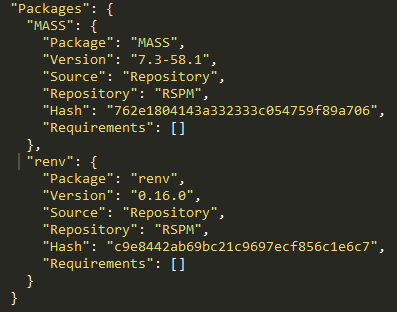 "Packages": {
"MASS": {
"Package": "MASS",
"Version": "7.3-58.1",
"Source": "Repository",
"Repository": "RSPM",
"Hash": "762e1804143a332333c054759f89a706",
"Requirements": []
},
"renv": {
"Package": "renv",
"Version": "0.16.0",
"Source": "Repository",
"Repository": "RSPM",
"Hash": "c9e8442ab69bc21c9697ecf856c1e6c7",
"Requirements": []
}
}